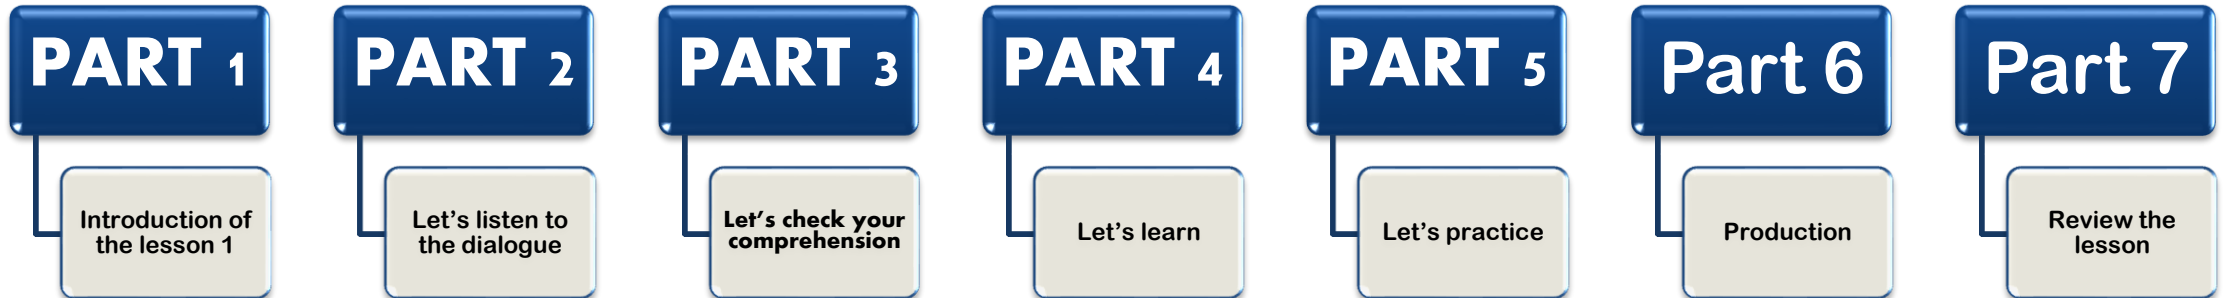 PART 1
PART 2
PART 3
PART 4
PART 5
Part 6
Part 7
Introduction of
the lesson 1
Let’s listen to
the dialogue
Let’s check your
comprehension
Let’s learn
Let’s practice
Production
Review the
lesson